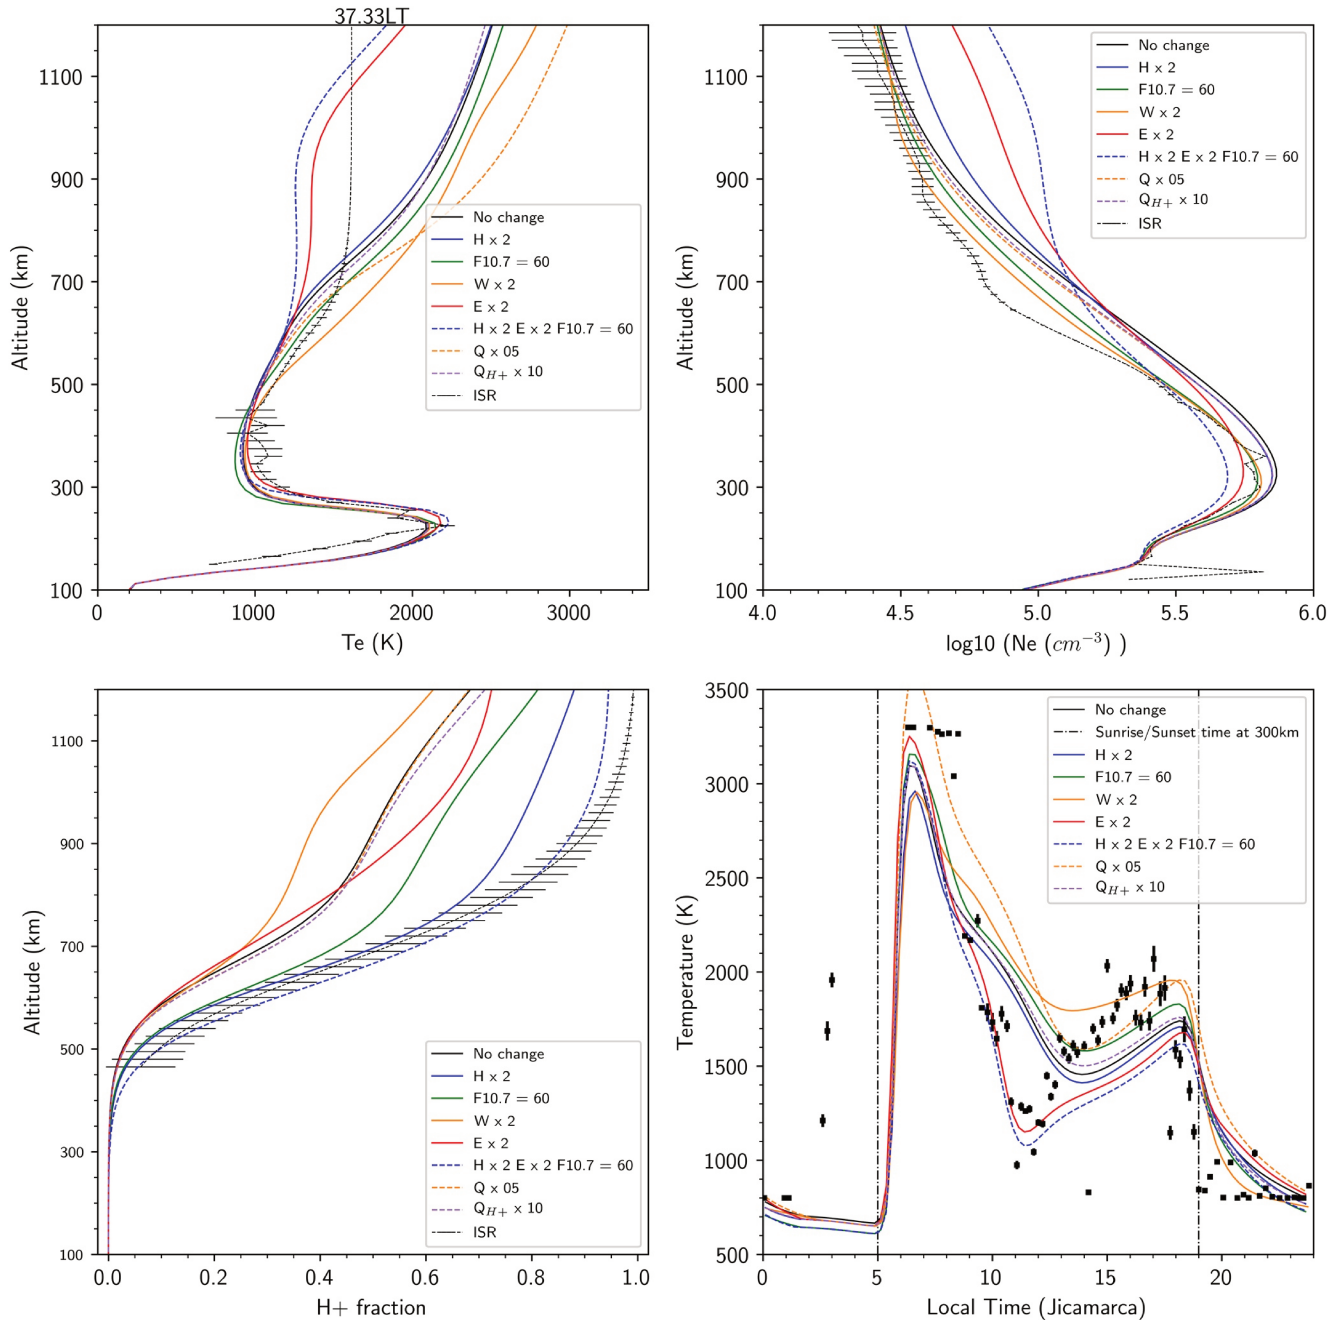 37.33LT
1100
900
700
500
300
100
Altitude (km)
0
1000
2000
3000
Te (K)
No change
H x 2
F10.7 = 60
W x 2
E x 2
H x 2 E x 2 F10.7 = 60
Q x 05
Q_H+ x 10
ISR
1100
900
700
500
300
100
Altitude (km)
4.0
4.5
5.0
5.5
6.0
log10 (Ne (cm⁻³) )
No change
H x 2
F10.7 = 60
W x 2
E x 2
H x 2 E x 2 F10.7 = 60
Q x 05
Q_H+ x 10
ISR
1100
900
700
500
300
100
Altitude (km)
0.0
0.2
0.4
0.6
0.8
1.0
H+ fraction
No change
H x 2
F10.7 = 60
W x 2
E x 2
H x 2 E x 2 F10.7 = 60
Q x 05
Q_H+ x 10
ISR
3500
3000
2500
2000
1500
1000
500
Temperature (K)
0
5
10
15
20
Local Time (Jicamarca)
No change
Sunrise/Sunset time at 300km
H x 2
F10.7 = 60
W x 2
E x 2
H x 2 E x 2 F10.7 = 60
Q x 05
Q_H+ x 10